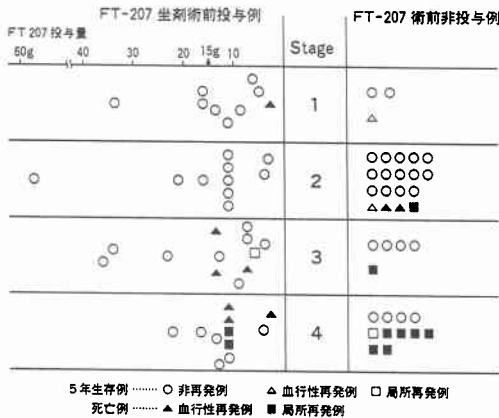 FT-207 坐剤術前投与例
FT-207 術前非投与例
FT 207 投与量
60g 40 30 20 15g 10
Stage
1
2
3
4
5年生存例 ……… ○ 非再発例 △ 血行性再発例 □ 局所再発例
死亡例 ……… ▲ 血行性再発例 ■ 局所再発例